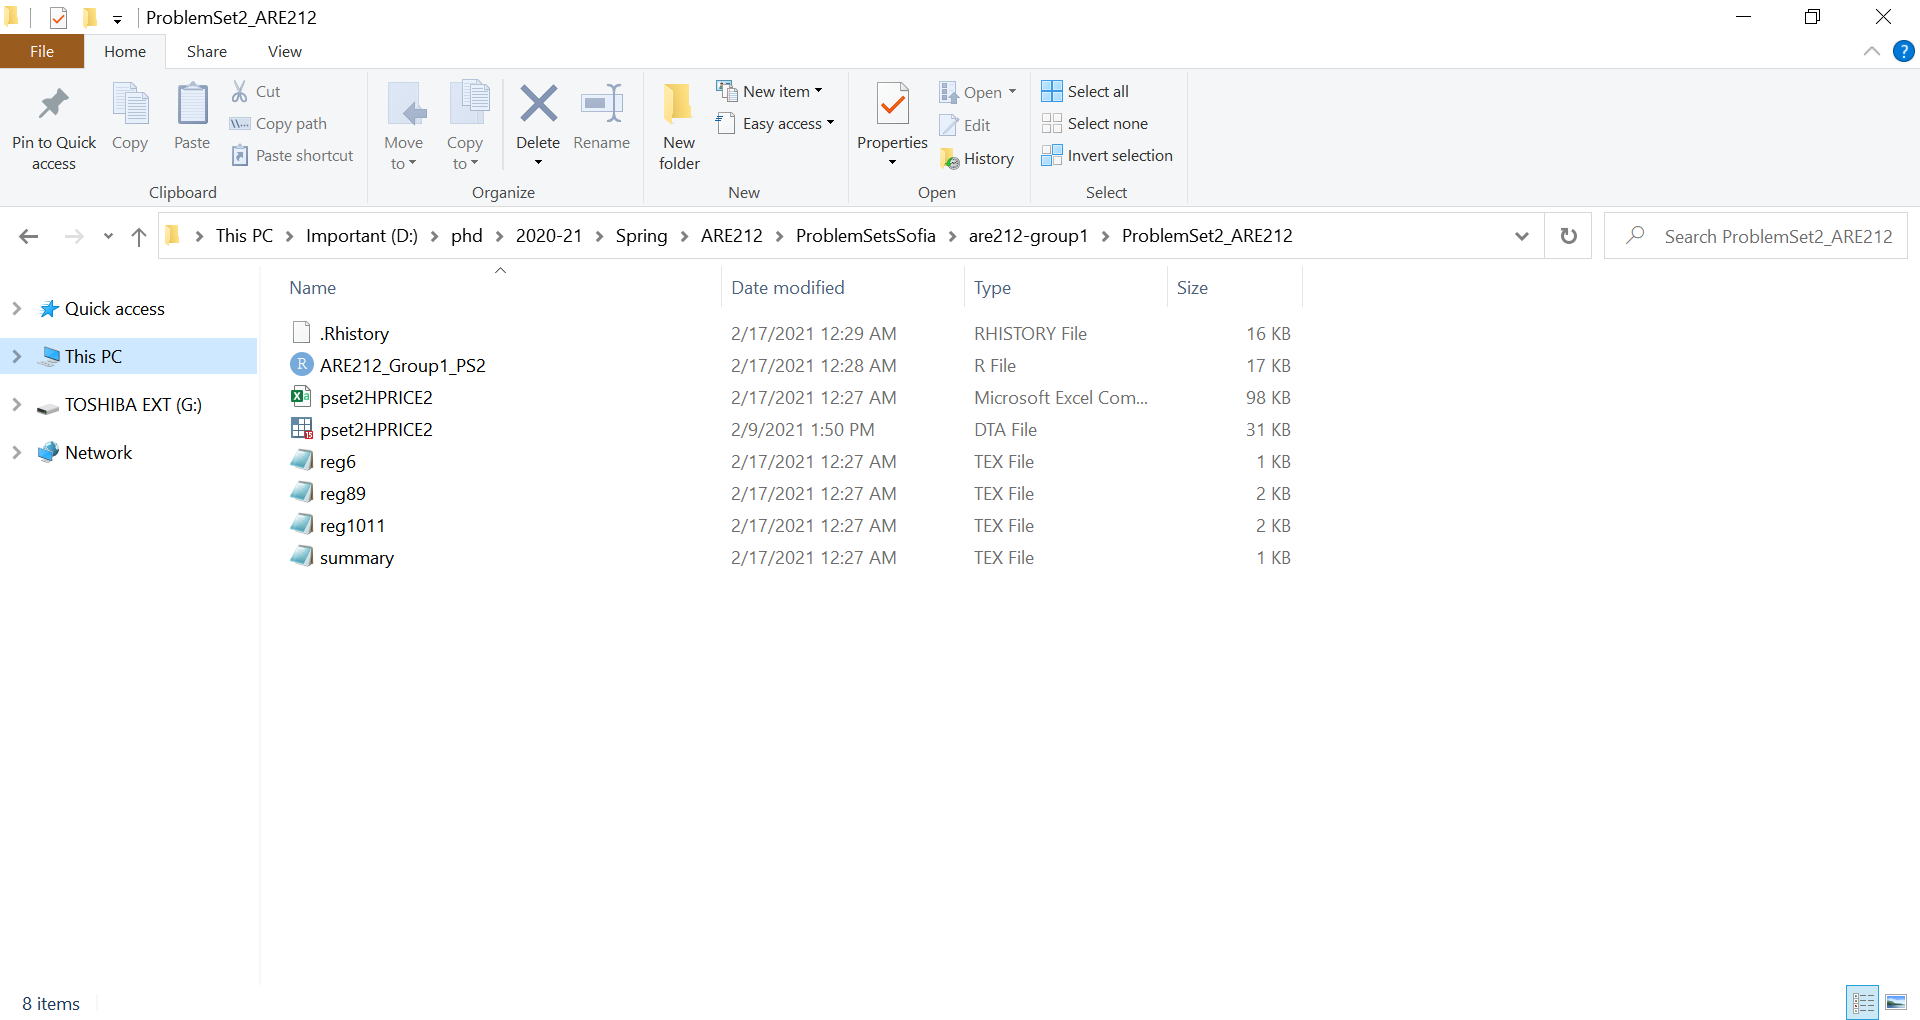 ProblemSet2_ARE212
File Home Share View ?
Pin to Quick access
Copy
Paste
Cut
Copy path
Paste shortcut
Clipboard
Move to
Copy to
Delete
Rename
Organize
New folder
New item
Easy access
New
Properties
Open
Edit
History
Open
Select all
Select none
Invert selection
Select
This PC Important (D:) phd 2020-21 Spring ARE212 ProblemSetsSofia are212-group1 ProblemSet2_ARE212
Search ProblemSet2_ARE212
Quick access
This PC
TOSHIBA EXT (G:)
Network
Name Date modified Type Size
.Rhistory 2/17/2021 12:29 AM RHISTORY File 16 KB
R ARE212_Group1_PS2 2/17/2021 12:28 AM R File 17 KB
pset2HPRICE2 2/17/2021 12:27 AM Microsoft Excel Com... 98 KB
pset2HPRICE2 2/9/2021 1:50 PM DTA File 31 KB
reg6 2/17/2021 12:27 AM TEX File 1 KB
reg89 2/17/2021 12:27 AM TEX File 2 KB
reg1011 2/17/2021 12:27 AM TEX File 2 KB
summary 2/17/2021 12:27 AM TEX File 1 KB
8 items